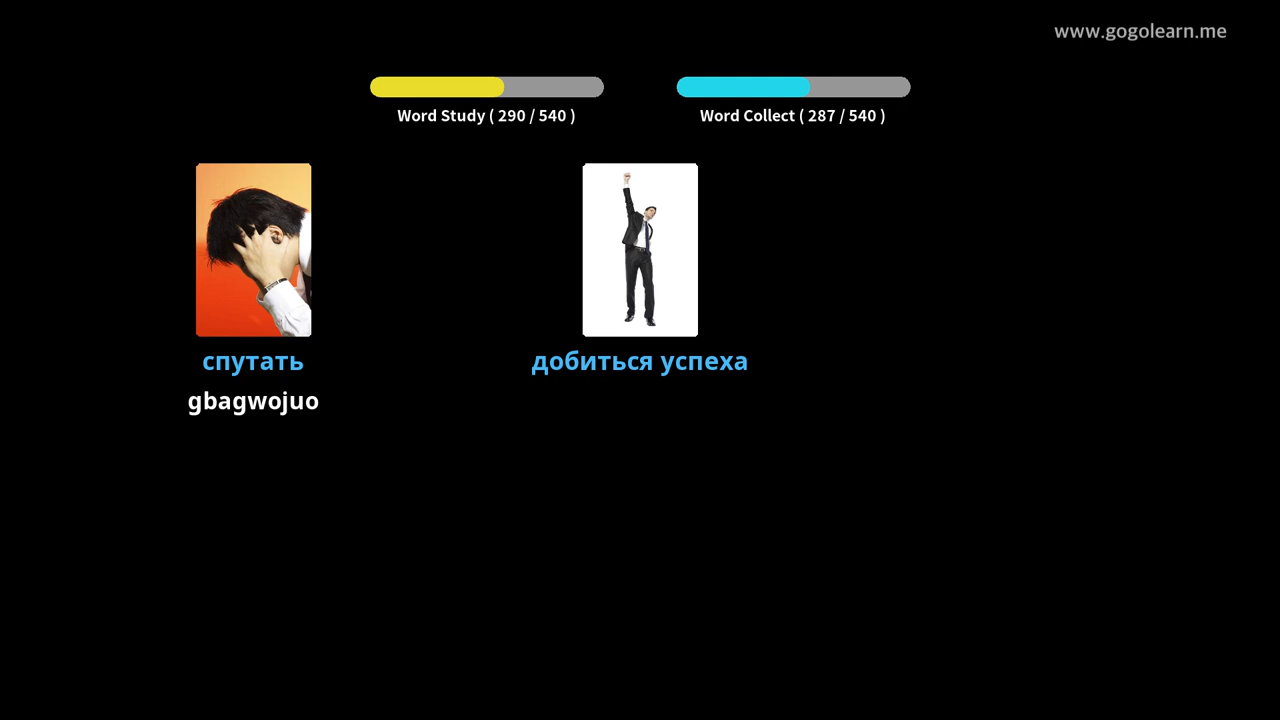 www.gogolearn.me
Word Study ( 290 / 540 )
Word Collect ( 287 / 540 )
спутать
добиться успеха
gbagwojuo